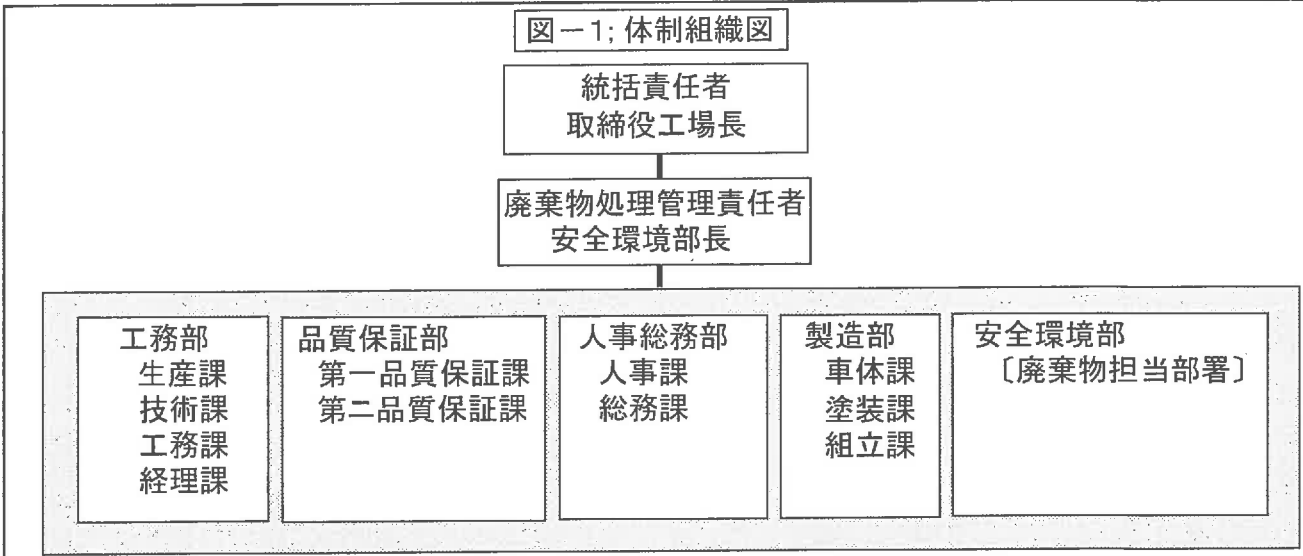 図－1; 体制組織図
統括責任者
取締役工場長
廃棄物処理管理責任者
安全環境部長
工務部
生産課
技術課
工務課
経理課
品質保証部
第一品質保証課
第二品質保証課
人事総務部
人事課
総務課
製造部
車体課
塗装課
組立課
安全環境部
〔廃棄物担当部署〕